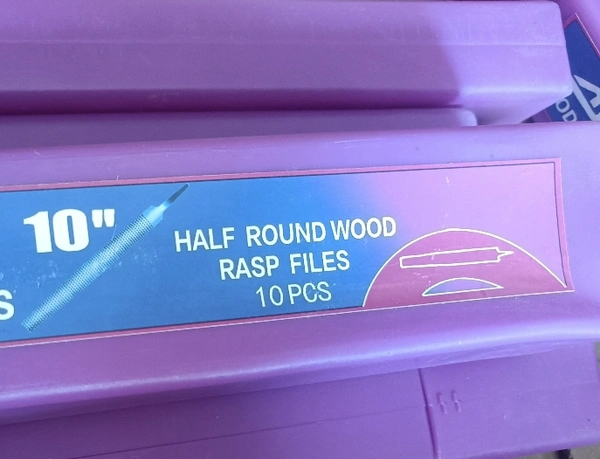 10"
HALF ROUND WOOD
RASP FILES
10 PCS
S